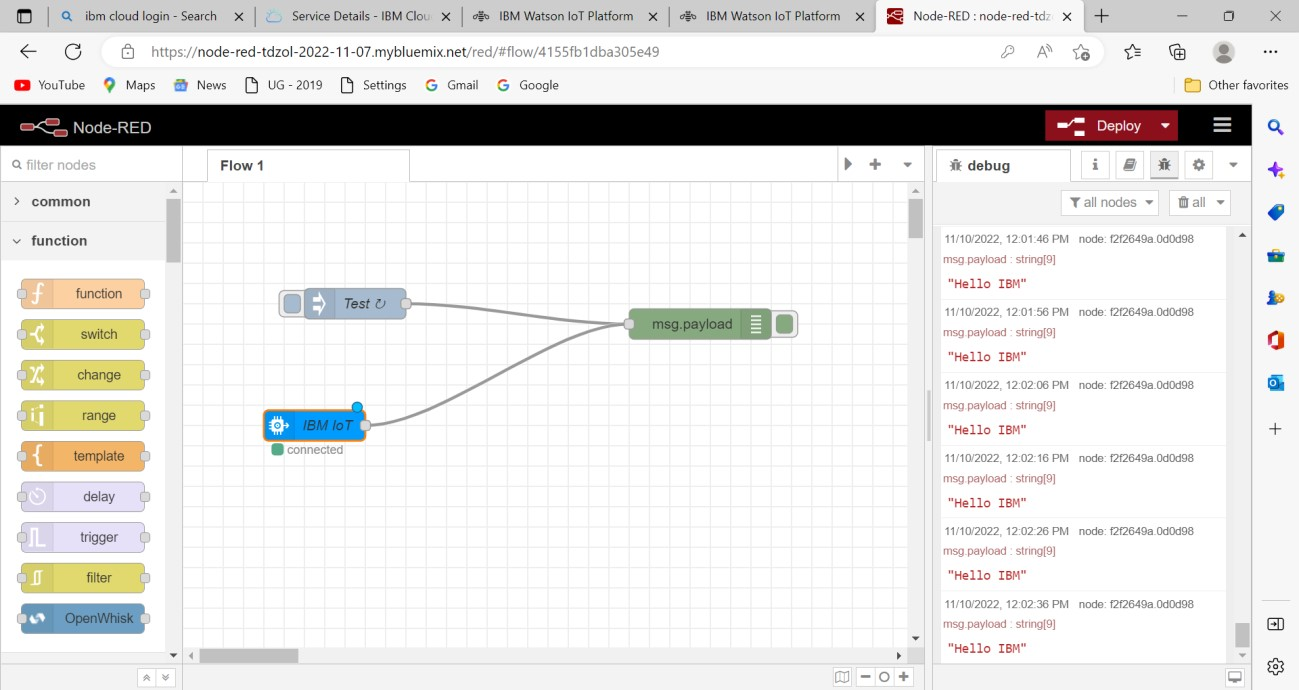 ibm cloud login - Search
Service Details - IBM Clou
IBM Watson IoT Platform
IBM Watson IoT Platform
Node-RED : node-red-tdz
https://node-red-tdzol-2022-11-07.mybluemix.net/red/#flow/4155fb1dba305e49
YouTube
Maps
News
UG - 2019
Settings
Gmail
Google
Other favorites
Node-RED
Deploy
filter nodes
Flow 1
debug
common
all nodes
all
function
function
switch
change
range
template
delay
trigger
filter
OpenWhisk
Test ↻
msg.payload
IBM IoT
connected
11/10/2022, 12:01:46 PM node: f2f2649a.0d0d98
msg.payload : string[9]
"Hello IBM"
11/10/2022, 12:01:56 PM node: f2f2649a.0d0d98
msg.payload : string[9]
"Hello IBM"
11/10/2022, 12:02:06 PM node: f2f2649a.0d0d98
msg.payload : string[9]
"Hello IBM"
11/10/2022, 12:02:16 PM node: f2f2649a.0d0d98
msg.payload : string[9]
"Hello IBM"
11/10/2022, 12:02:26 PM node: f2f2649a.0d0d98
msg.payload : string[9]
"Hello IBM"
11/10/2022, 12:02:36 PM node: f2f2649a.0d0d98
msg.payload : string[9]
"Hello IBM"